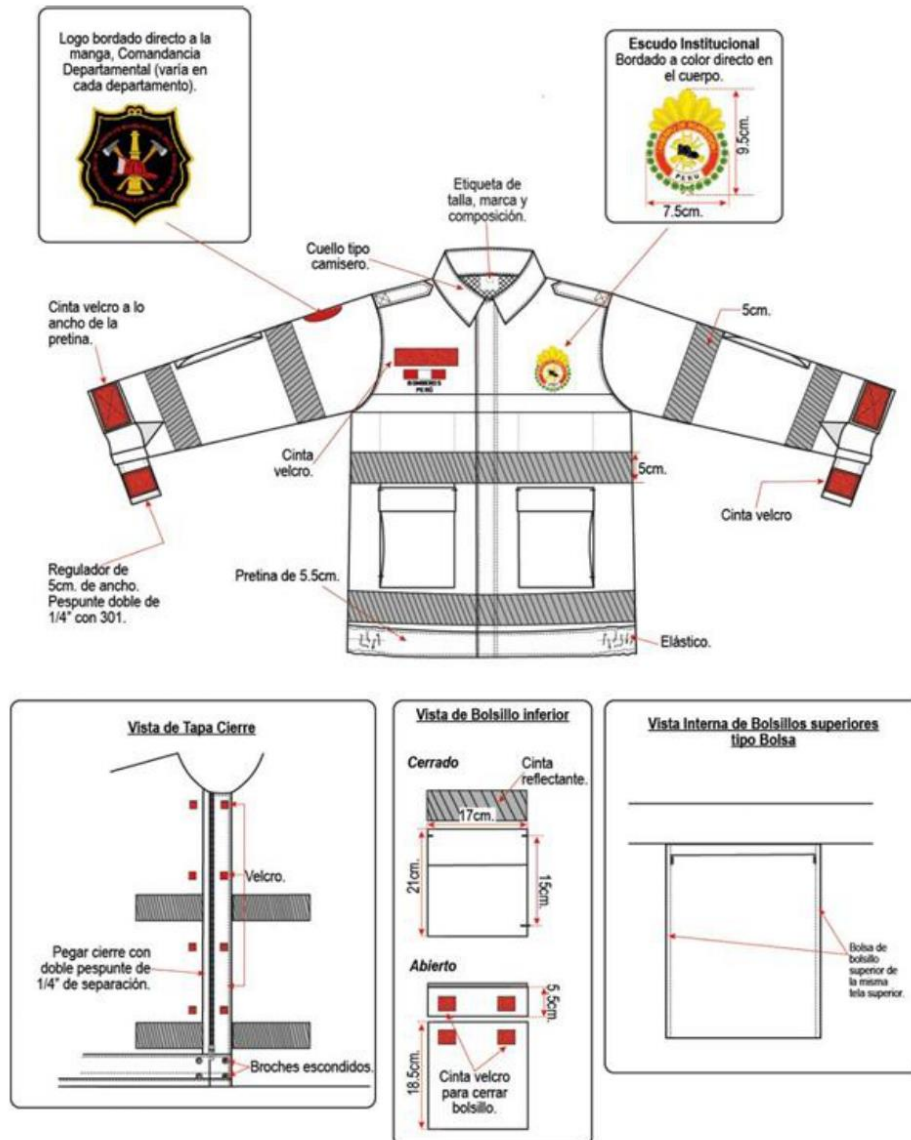 Logo bordado directo a la
manga, Comandancia
Departamental (varía en
cada departamento).
Escudo Institucional
Bordado a color directo en
el cuerpo.
PERÚ
9.5cm.
7.5cm.
Etiqueta de
talla, marca y
composición.
Cuello tipo
camisero.
Cinta velcro a lo
ancho de la
pretina.
5cm.
BOMBEROS
PERÚ
Cinta
velcro.
5cm.
Cinta velcro
Regulador de
5cm. de ancho.
Pespunte doble de
1/4" con 301.
Pretina de 5.5cm.
Elástico.
Vista de Tapa Cierre
Velcro.
Pegar cierre con
doble pespunte de
1/4" de separación.
Broches escondidos.
Vista de Bolsillo inferior
Cerrado
Cinta
reflectante.
17cm.
21cm.
15cm.
Abierto
5.5cm.
18.5cm.
Cinta velcro
para cerrar
bolsillo.
Vista Interna de Bolsillos superiores
tipo Bolsa
Bolsa de
bolsillo
superior de
la misma
tela superior.